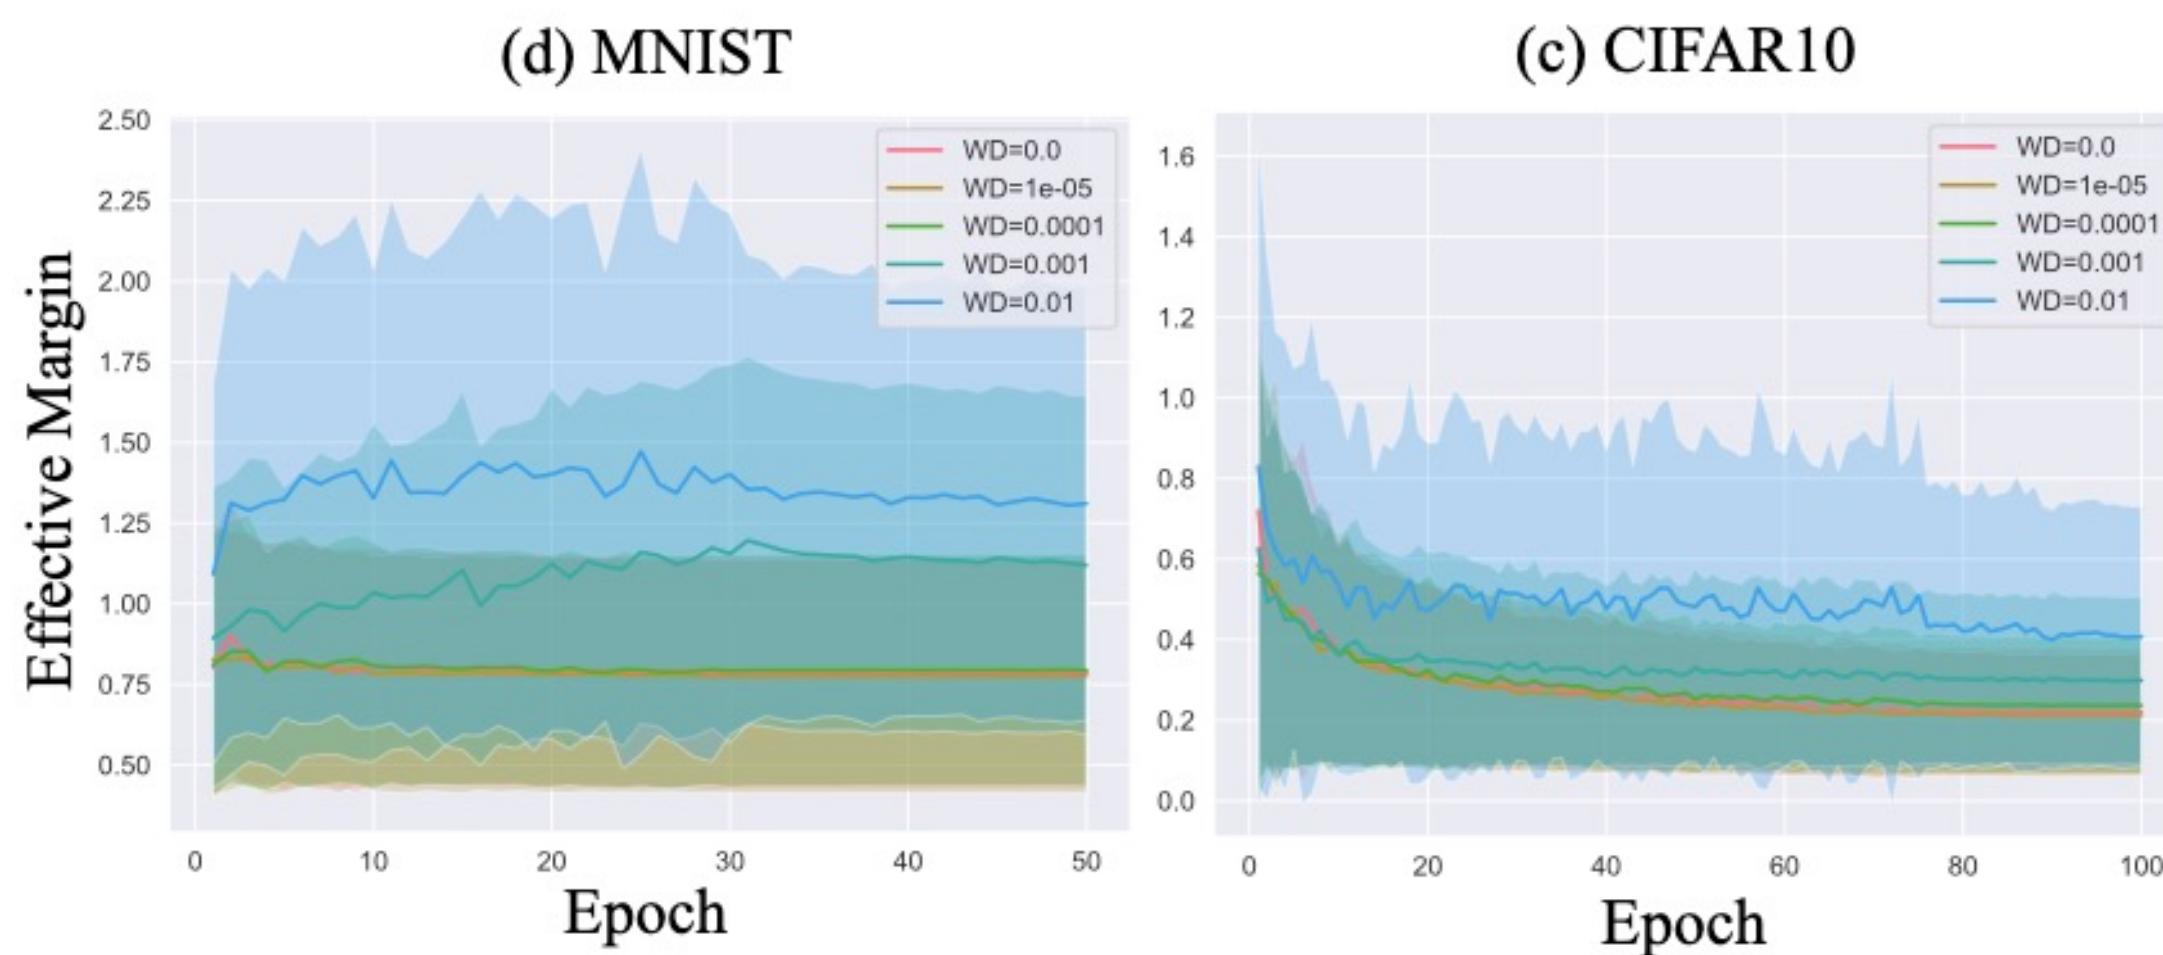 (d) MNIST
(c) CIFAR10
Effective Margin
2.50
2.25
2.00
1.75
1.50
1.25
1.00
0.75
0.50
WD=0.0
WD=1e-05
WD=0.0001
WD=0.001
WD=0.01
0 10 20 30 40 50
Epoch
1.6
1.4
1.2
1.0
0.8
0.6
0.4
0.2
0.0
WD=0.0
WD=1e-05
WD=0.0001
WD=0.001
WD=0.01
0 20 40 60 80 100
Epoch